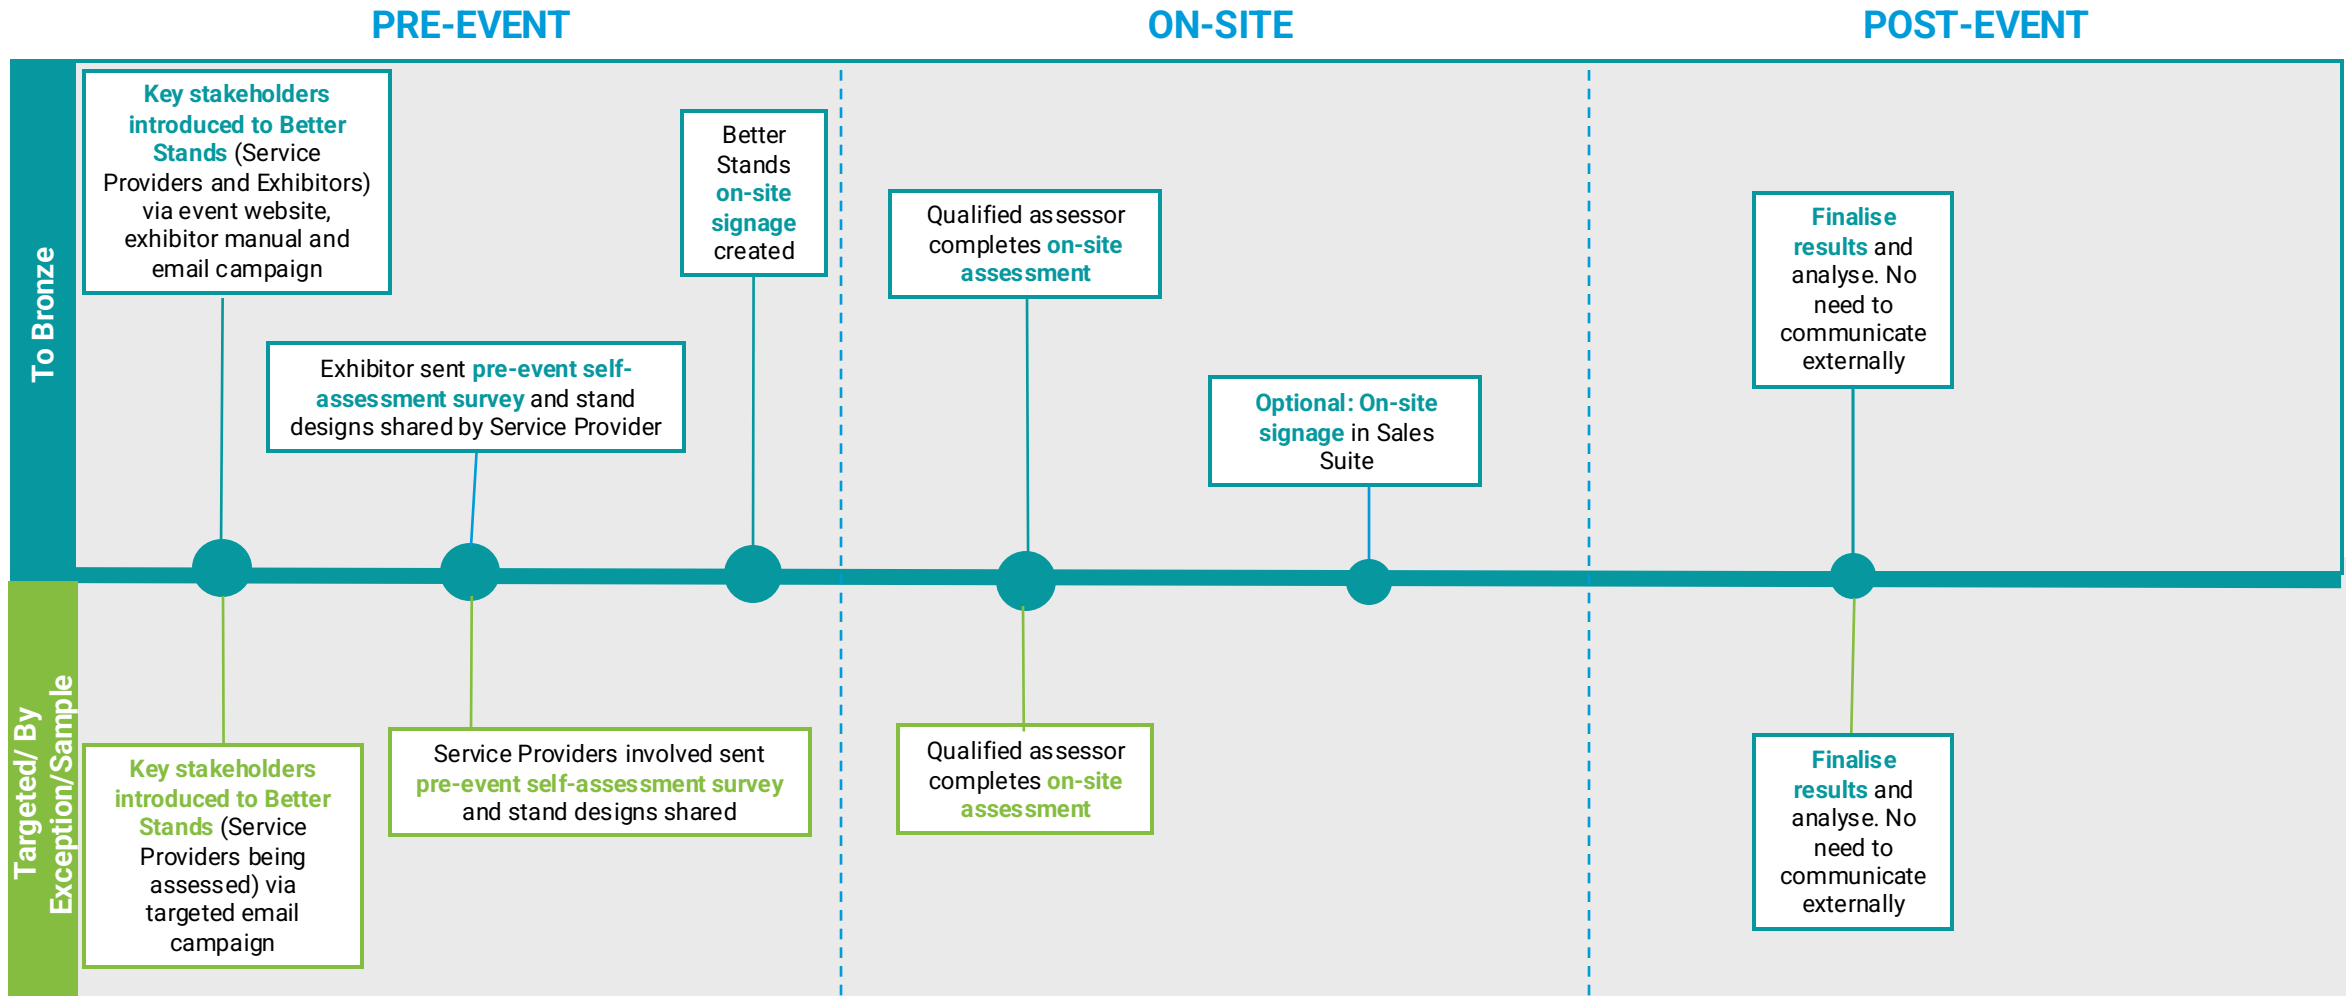 PRE-EVENT
ON-SITE
POST-EVENT
To Bronze
Key stakeholders
introduced to Better
Stands (Service
Providers and Exhibitors)
via event website,
exhibitor manual and
email campaign
Exhibitor sent pre-event self-
assessment survey and stand
designs shared by Service Provider
Better
Stands
on-site
signage
created
Qualified assessor
completes on-site
assessment
Optional: On-site
signage in Sales
Suite
Finalise
results and
analyse. No
need to
communicate
externally
Targeted/ By
Exception/Sample
Key stakeholders
introduced to Better
Stands (Service
Providers being
assessed) via
targeted email
campaign
Service Providers involved sent
pre-event self-assessment survey
and stand designs shared
Qualified assessor
completes on-site
assessment
Finalise
results and
analyse. No
need to
communicate
externally